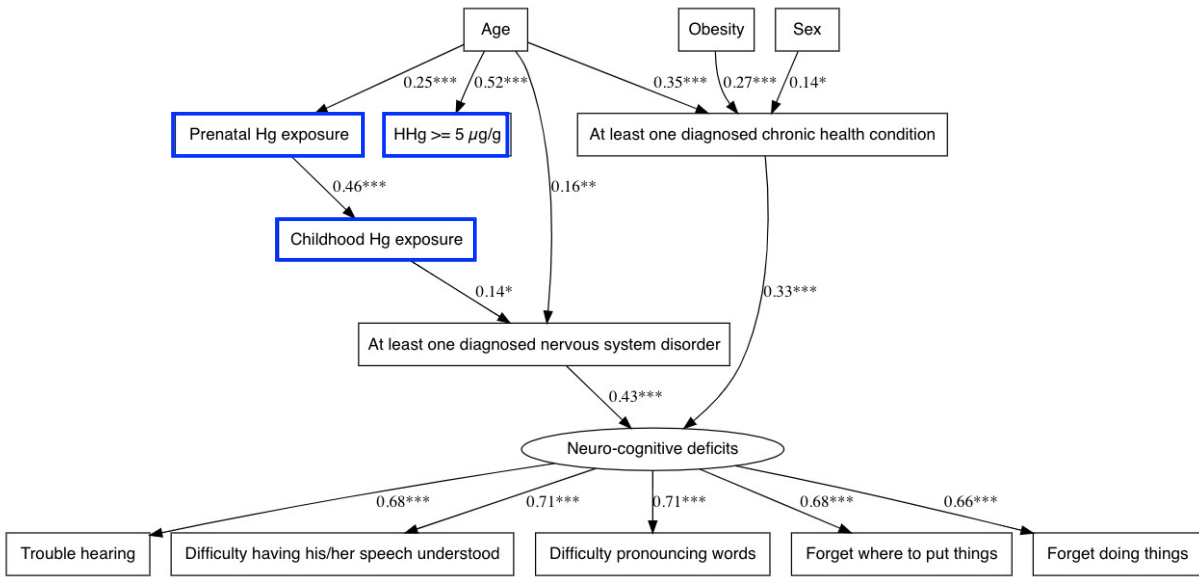 Age
Obesity
Sex
0.25***
0.52***
0.35***
0.27***
0.14*
Prenatal Hg exposure
HHg >= 5 µg/g
At least one diagnosed chronic health condition
0.46***
0.16**
Childhood Hg exposure
0.14*
0.33***
At least one diagnosed nervous system disorder
0.43***
Neuro-cognitive deficits
0.68***
0.71***
0.71***
0.68***
0.66***
Trouble hearing
Difficulty having his/her speech understood
Difficulty pronouncing words
Forget where to put things
Forget doing things